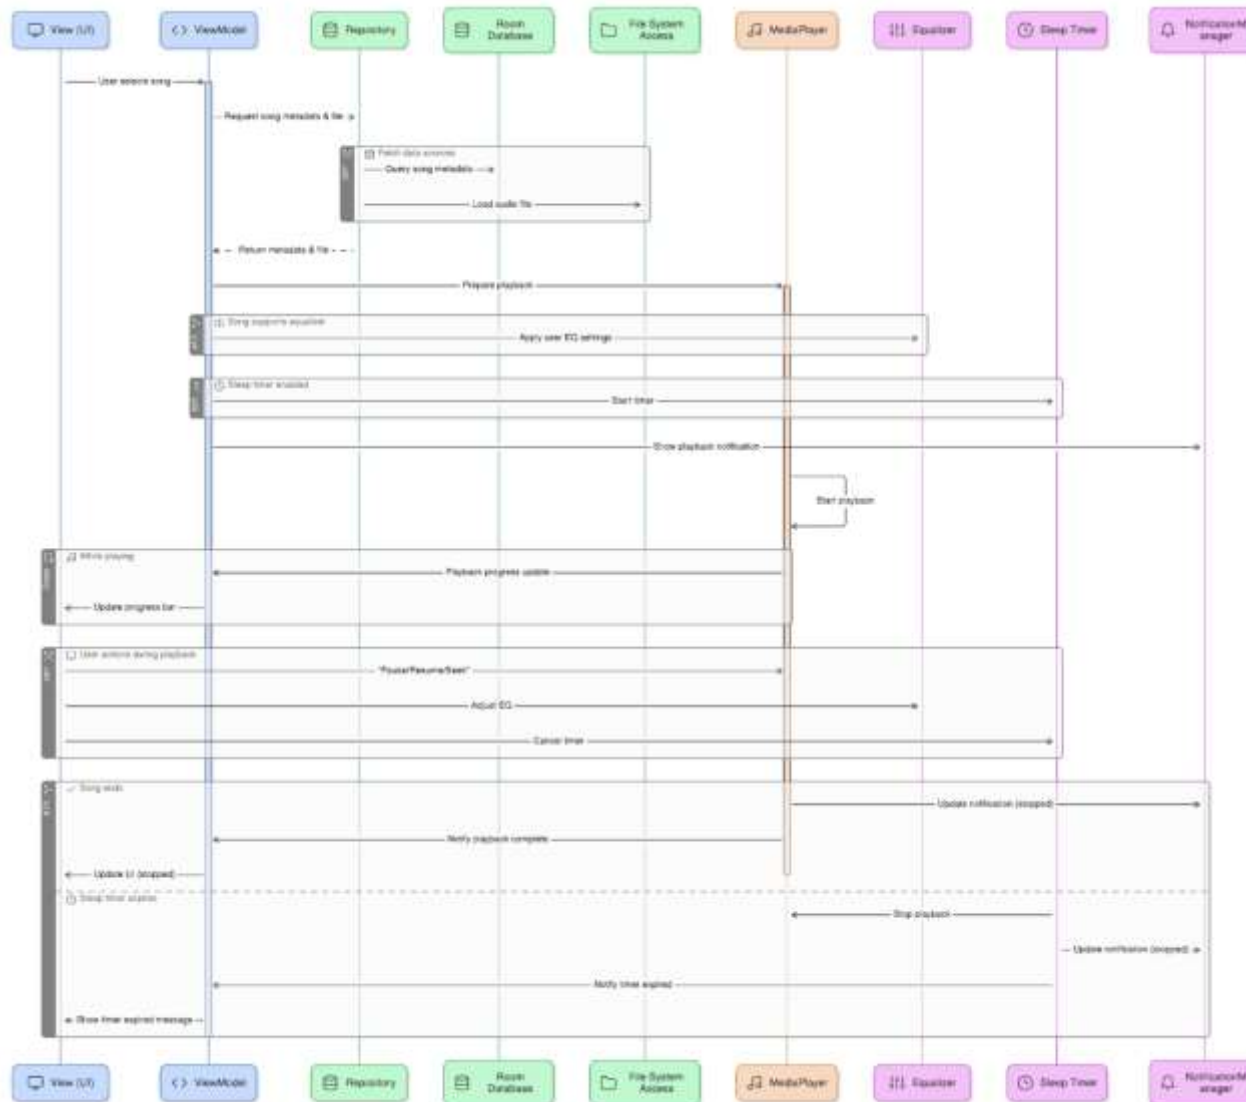 View (UI)
ViewModel
Repository
Room
Database
File System
Access
MediaPlayer
Equalizer
Sleep Timer
NotificationM
anager
User selects song
Request song metadata & file
Fetch data sources
Query song metadata
Load audio file
Return metadata & file
Prepare playback
Song supports equalizer
Apply user EQ settings
Sleep timer enabled
Start timer
Show playback notification
Start playback
While playing
Playback progress update
Update progress bar
User actions during playback
"Pause/Resume/Seek"
Adjust EQ
Cancel timer
Song ends
Update notification (stopped)
Notify playback complete
Update UI (stopped)
Sleep timer expires
Stop playback
Update notification (stopped)
Notify timer expired
Show timer expired message
View (UI)
ViewModel
Repository
Room
Database
File System
Access
MediaPlayer
Equalizer
Sleep Timer
NotificationM
anager